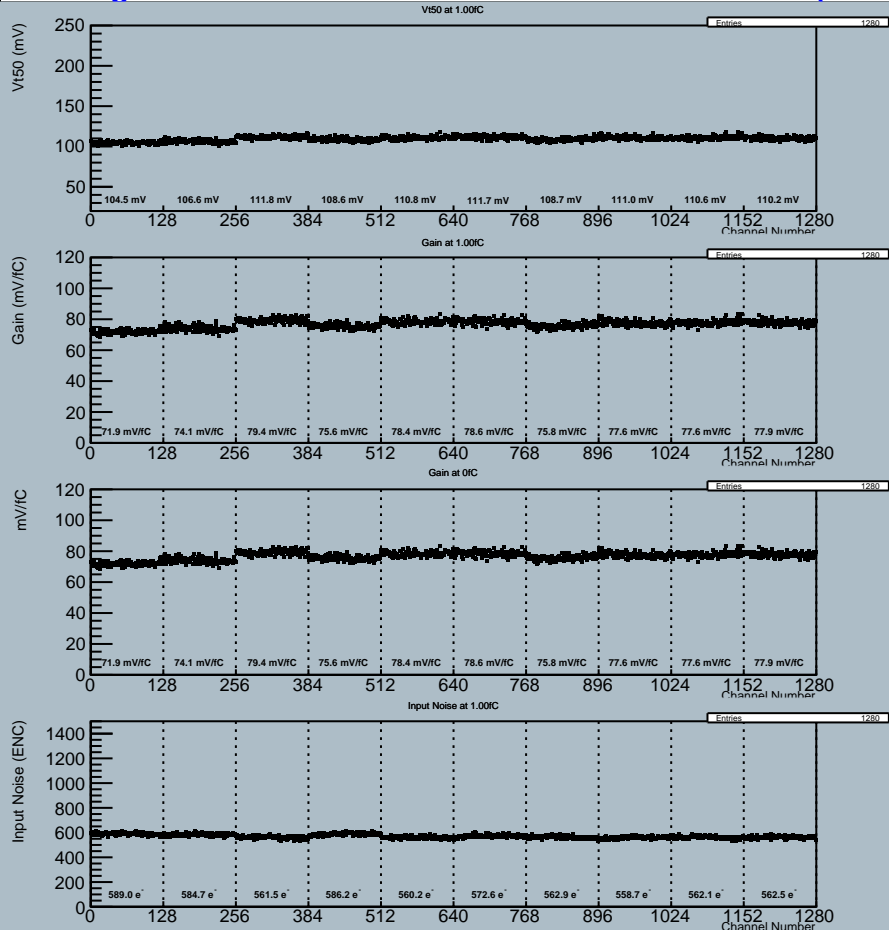 Vt50 at 1.00fC
Entries 1280
Vt50 (mV)
250
200
150
100
50
104.5 mV 106.6 mV 111.8 mV 108.6 mV 110.8 mV 111.7 mV 108.7 mV 111.0 mV 110.6 mV 110.2 mV
0 128 256 384 512 640 768 896 1024 1152 1280
Channel Number
Gain at 1.00fC
Entries 1280
Gain (mV/fC)
120
100
80
60
40
20
0
71.9 mV/fC 74.1 mV/fC 79.4 mV/fC 75.6 mV/fC 78.4 mV/fC 78.6 mV/fC 75.8 mV/fC 77.6 mV/fC 77.6 mV/fC 77.9 mV/fC
0 128 256 384 512 640 768 896 1024 1152 1280
Channel Number
Gain at 0fC
Entries 1280
mV/fC
120
100
80
60
40
20
0
71.9 mV/fC 74.1 mV/fC 79.4 mV/fC 75.6 mV/fC 78.4 mV/fC 78.6 mV/fC 75.8 mV/fC 77.6 mV/fC 77.6 mV/fC 77.9 mV/fC
0 128 256 384 512 640 768 896 1024 1152 1280
Channel Number
Input Noise at 1.00fC
Entries 1280
Input Noise (ENC)
1400
1200
1000
800
600
400
200
0
589.0 e⁻ 584.7 e⁻ 561.5 e⁻ 586.2 e⁻ 560.2 e⁻ 572.6 e⁻ 562.9 e⁻ 558.7 e⁻ 562.1 e⁻ 562.5 e⁻
0 128 256 384 512 640 768 896 1024 1152 1280
Channel Number